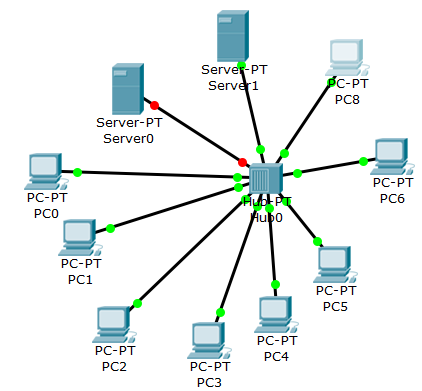 Server-PT
Server1
PC-PT
PC8
Server-PT
Server0
PC-PT
PC6
PC-PT
PC0
Hub-PT
Hub0
PC-PT
PC1
PC-PT
PC5
PC-PT
PC2
PC-PT
PC4
PC-PT
PC3